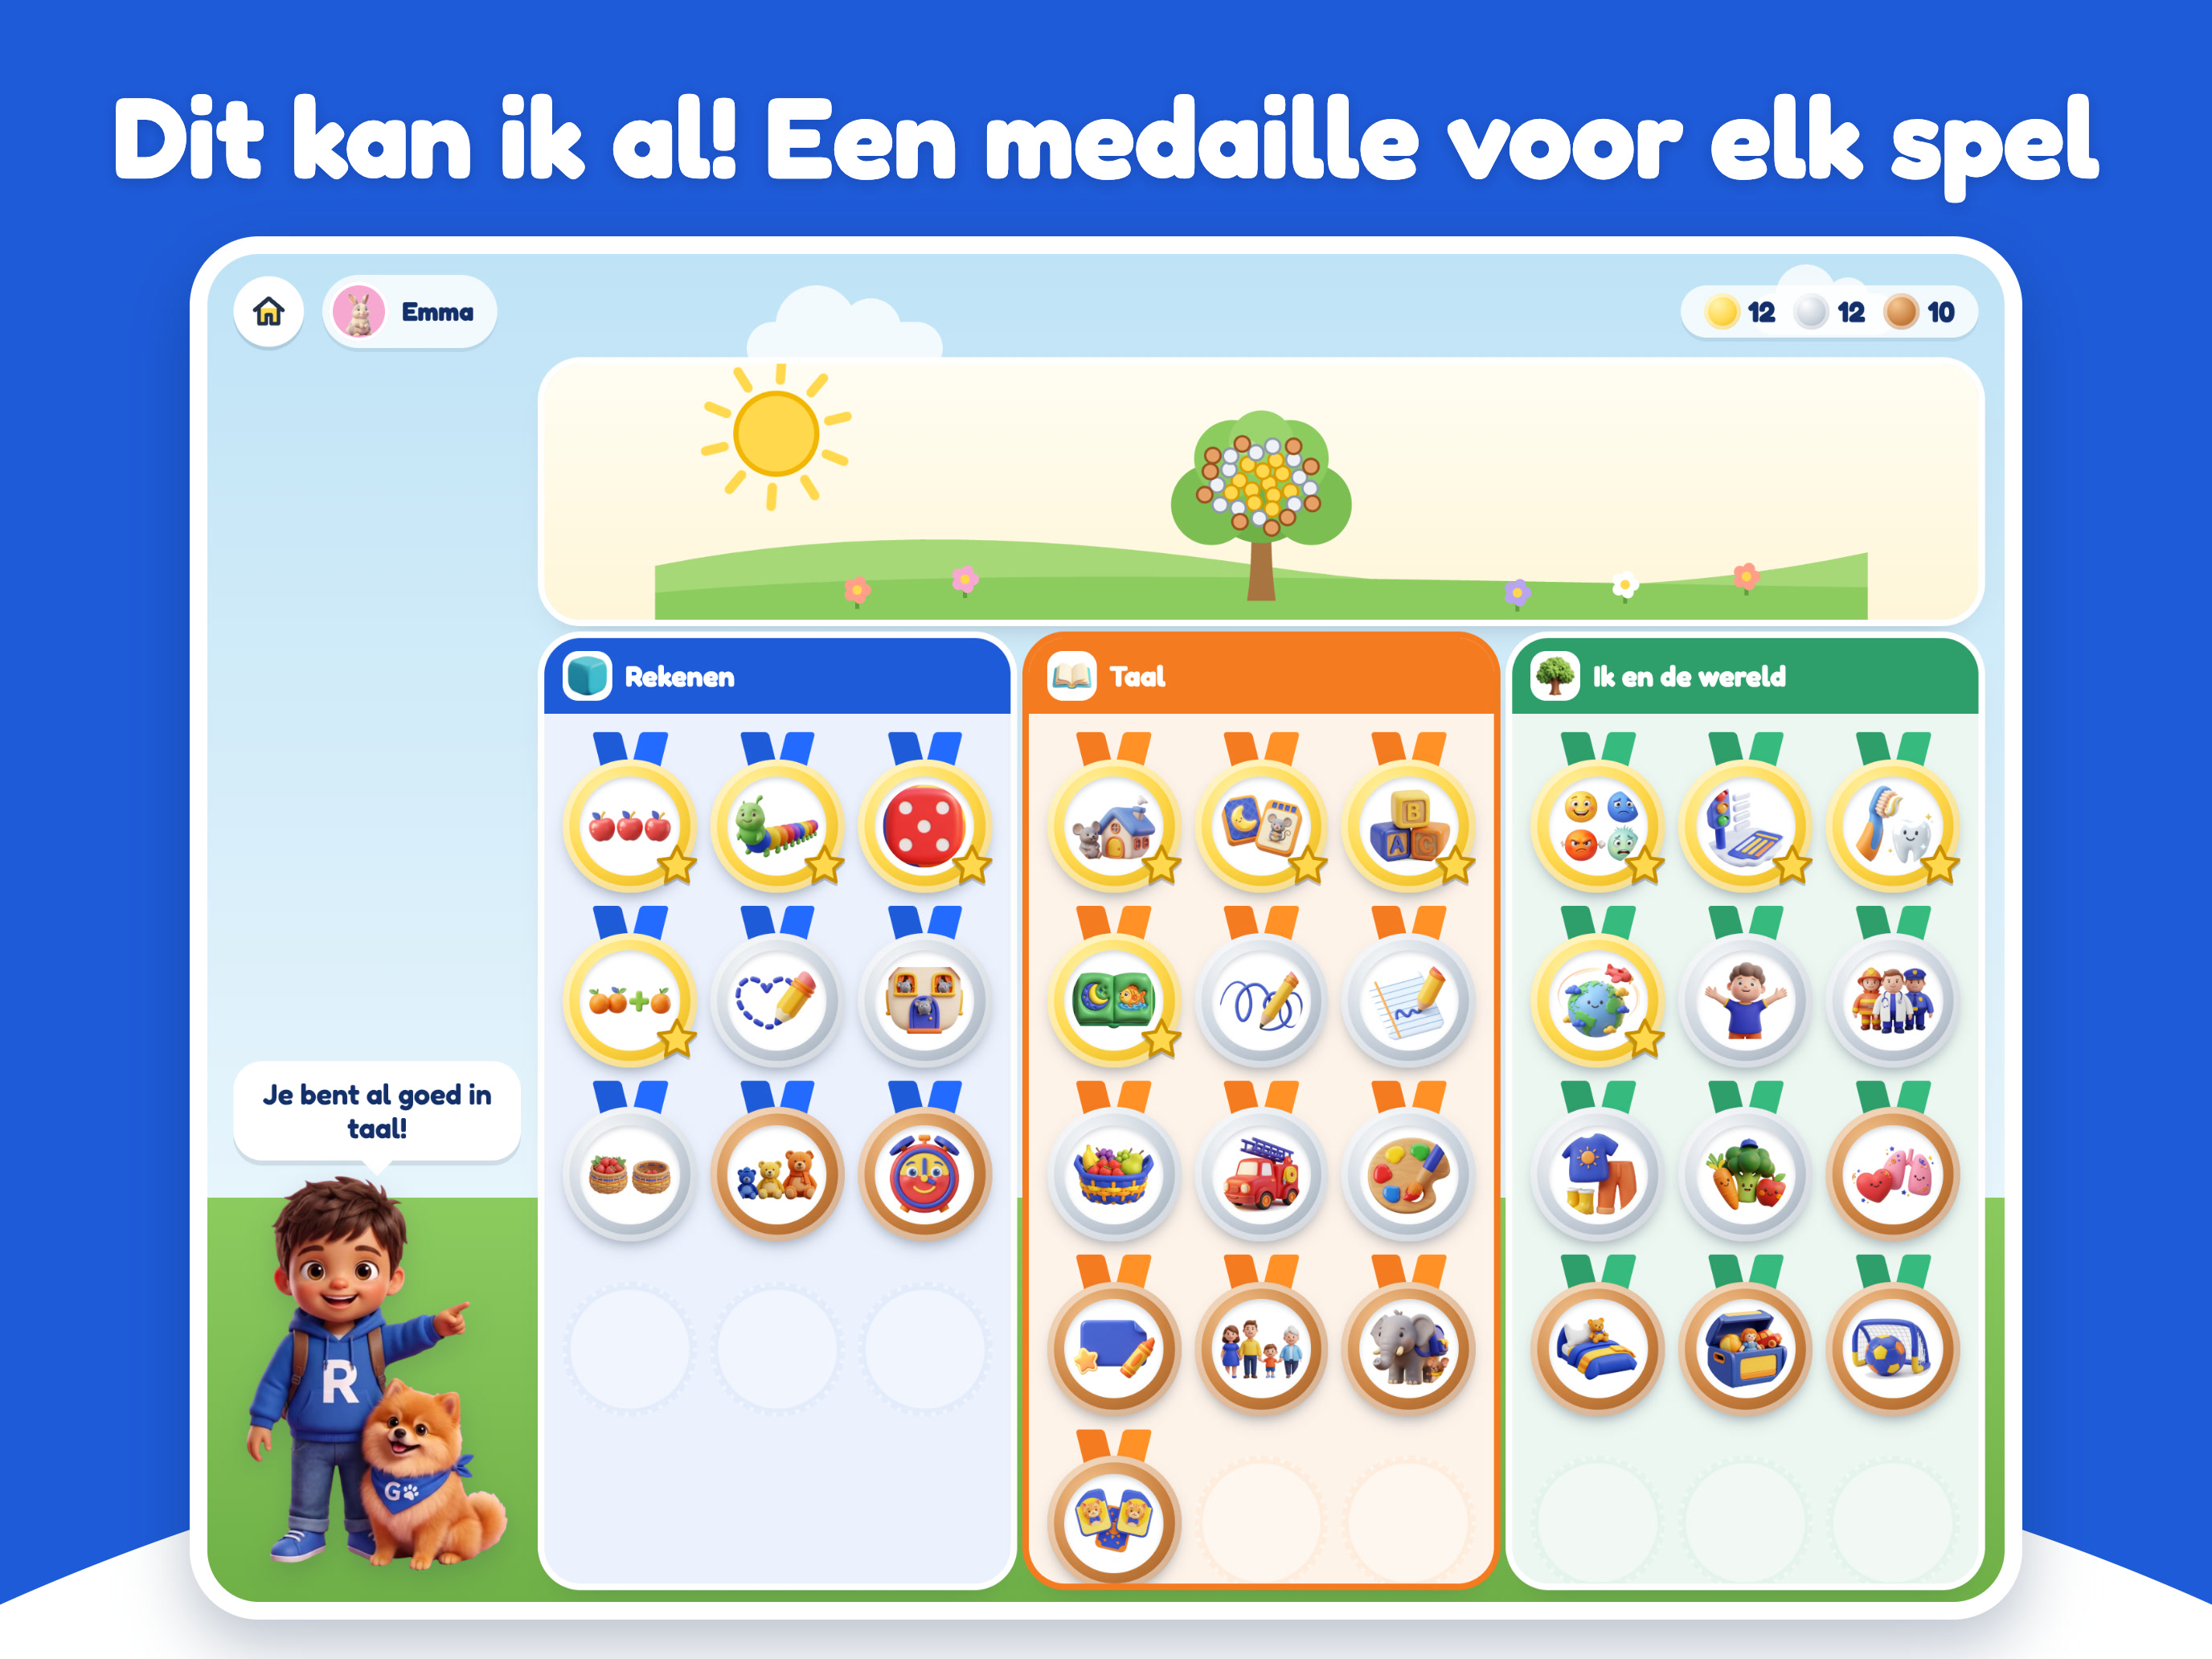 Dit kan ik al! Een medaille voor elk spel
Emma
12 12 10
Rekenen
Taal
Ik en de wereld
Je bent al goed in
taal!
R
G
B
A C